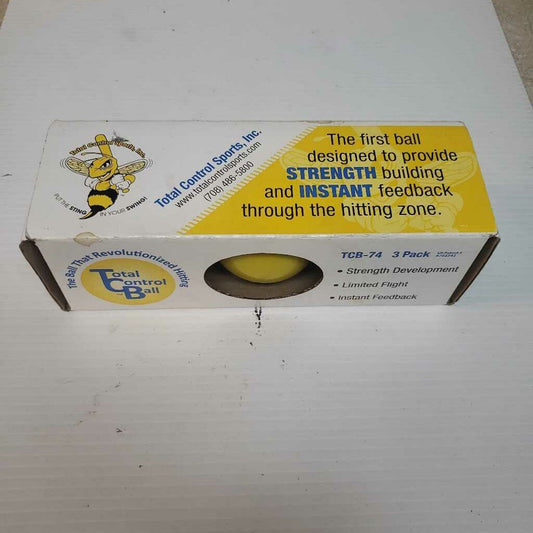 Total Control Sports, Inc.
PUT THE STING IN YOUR SWING!
Total Control Sports, Inc.
www.totalcontrolsports.com
(708) 486-5800
The first ball
designed to provide
STRENGTH building
and INSTANT feedback
through the hitting zone.
The Ball That Revolutionized Hitting
Total
Control
Ball
TCB-74 3 Pack
• Strength Development
• Limited Flight
• Instant Feedback